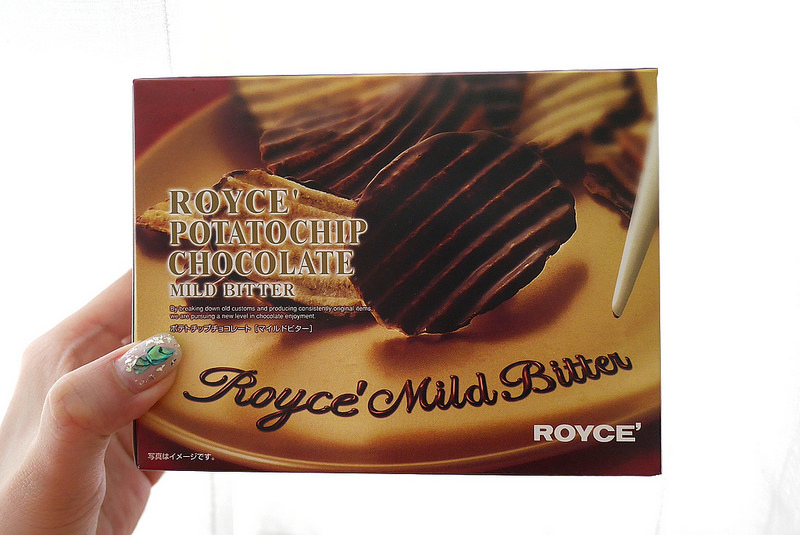 ROYCE'
POTATOCHIP
CHOCOLATE
MILD BITTER
By breaking down old customs and producing consistently original items,
we are pursuing a new level in chocolate enjoyment.
ポテトチップチョコレート [マイルドビター]
Royce' Mild Bitter
ROYCE'
写真はイメージです。